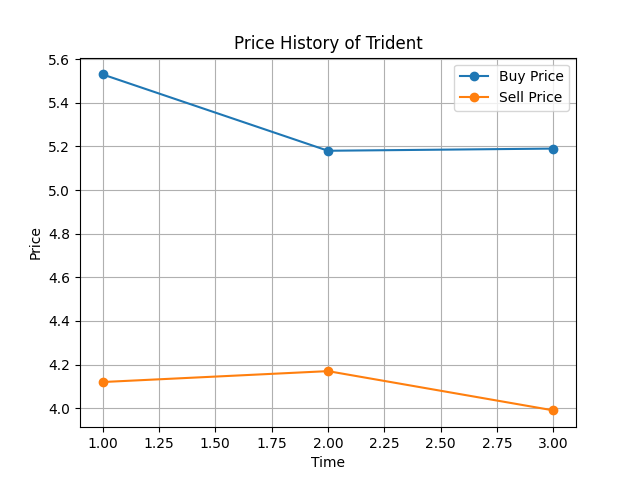 Price History of Trident
Buy Price
Sell Price
5.6
5.4
5.2
5.0
4.8
4.6
4.4
4.2
4.0
Price
1.00 1.25 1.50 1.75 2.00 2.25 2.50 2.75 3.00
Time